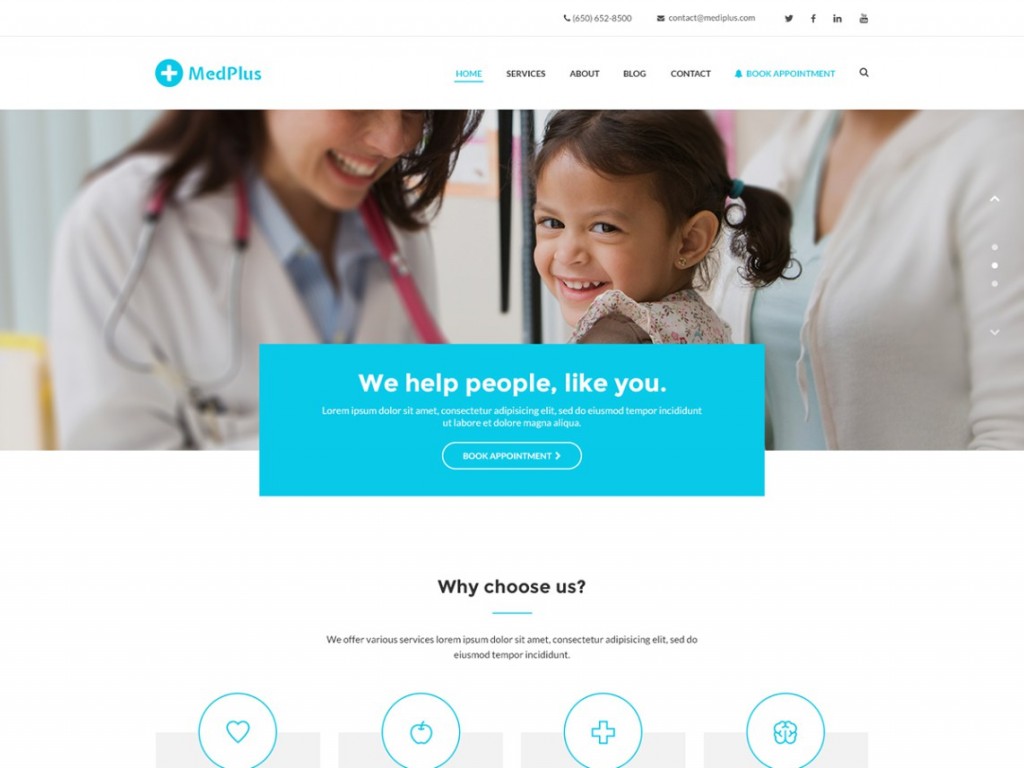 (650) 652-8500 contact@mediplus.com
MedPlus HOME SERVICES ABOUT BLOG CONTACT BOOK APPOINTMENT
We help people, like you.
Lorem ipsum dolor sit amet, consectetur adipisicing elit, sed do eiusmod tempor incididunt
ut labore et dolore magna aliqua.
BOOK APPOINTMENT
Why choose us?
We offer various services lorem ipsum dolor sit amet, consectetur adipisicing elit, sed do
eiusmod tempor incididunt.